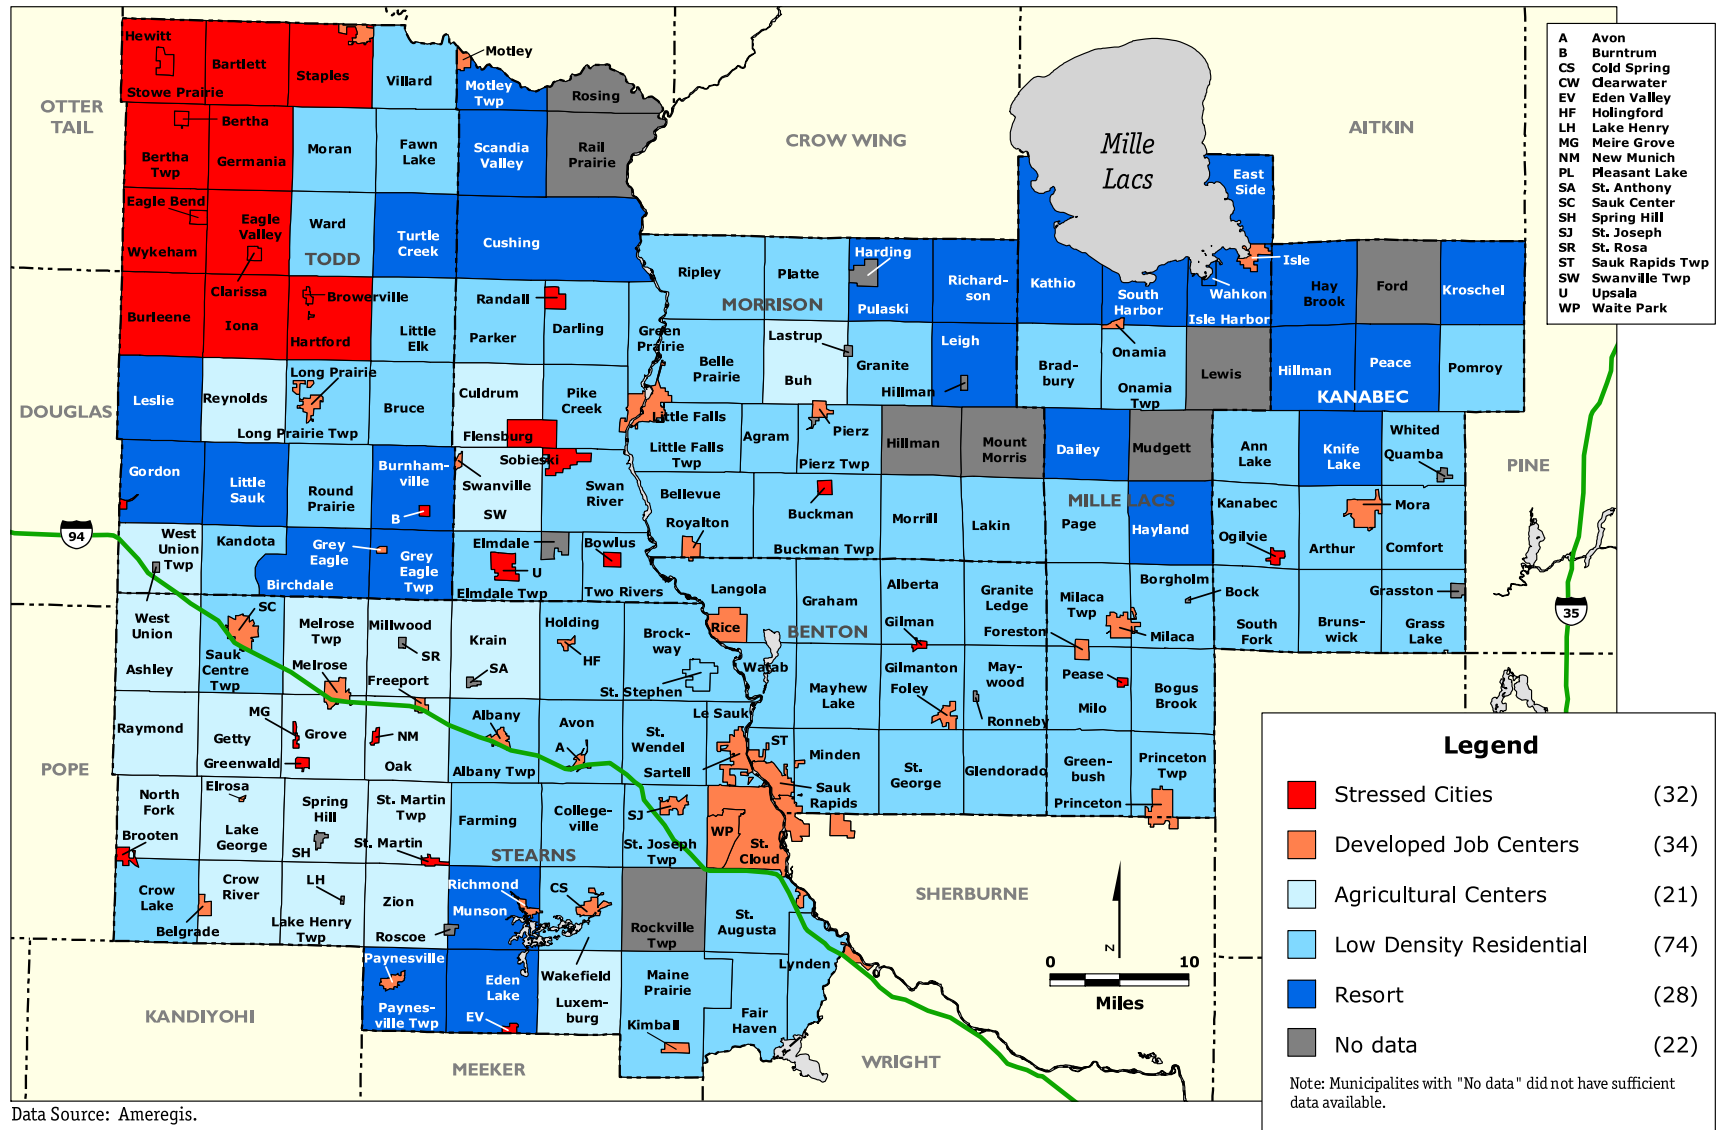 Hewitt
Bartlett
Staples
Stowe Prairie
Villard
Motley
Motley
Twp
Rosing
OTTER
TAIL
Bertha
Bertha
Twp
Germania
Moran
Fawn
Lake
Scandia
Valley
Rail
Prairie
CROW WING
Mille
Lacs
AITKIN
East
Side
Eagle Bend
Eagle
Valley
Wykeham
Ward
TODD
Turtle
Creek
Cushing
Clarissa
Browerville
Burleene
Iona
Hartford
Little
Elk
Randall
Parker
Darling
Green
Prairie
Ripley
Platte
MORRISON
Harding
Pulaski
Richard-
son
Kathio
South
Harbor
Isle
Wahkon
Isle Harbor
Hay
Brook
Ford
Kroschel
Lastrup
Buh
Belle
Prairie
Granite
Leigh
Hillman
Brad-
bury
Onamia
Onamia
Twp
Lewis
Hillman
Peace
Pomroy
KANABEC
DOUGLAS
Leslie
Reynolds
Long Prairie
Long Prairie Twp
Bruce
Culdrum
Flensburg
Pike
Creek
Little Falls
Little Falls
Twp
Agram
Pierz
Pierz Twp
Hillman
Mount
Morris
Dailey
Mudgett
Ann
Lake
Knife
Lake
Whited
Quamba
PINE
Gordon
Little
Sauk
Round
Prairie
Burnham-
ville
B
Sobieski
Swanville
SW
Swan
River
Bellevue
Royalton
Buckman
Buckman Twp
Morrill
Lakin
MILLE LACS
Page
Hayland
Kanabec
Ogilvie
Mora
Arthur
Comfort
94
West
Union
Twp
Kandota
Grey
Eagle
Birchdale
Grey
Eagle
Twp
Elmdale
U
Elmdale Twp
Bowlus
Two Rivers
Langola
Rice
Graham
BENTON
Alberta
Gilman
Granite
Ledge
Foreston
Milaca
Twp
Milaca
Borgholm
Bock
South
Fork
Bruns-
wick
Grasston
Grass
Lake
35
West
Union
Ashley
SC
Sauk
Centre
Twp
Melrose
Twp
Melrose
Millwood
SR
Freeport
Krain
SA
Holding
HF
Brock-
way
St. Stephen
Watab
Mayhew
Lake
Gilmanton
Foley
May-
wood
Ronneby
Pease
Milo
Bogus
Brook
Raymond
MG
Getty
Grove
Greenwald
NM
Oak
Albany
Albany Twp
Avon
A
St.
Wendel
Le Sauk
Sartell
ST
Sauk
Rapids
Minden
St.
George
Glendorado
Green-
bush
Princeton
Twp
Princeton
POPE
North
Fork
Brooten
Elrosa
Lake
George
Spring
Hill
SH
St. Martin
Twp
St. Martin
Farming
STEARNS
College-
ville
SJ
St. Joseph
Twp
WP
St.
Cloud
SHERBURNE
Crow
Lake
Belgrade
Crow
River
LH
Lake Henry
Twp
Zion
Roscoe
Richmond
Munson
CS
Wakefield
Rockville
Twp
St.
Augusta
Lynden
KANDIYOHI
Paynesville
Paynes-
ville Twp
Eden
Lake
EV
Luxem-
burg
Maine
Prairie
Kimball
Fair
Haven
MEEKER
WRIGHT
N
0 10
Miles
A Avon
B Burntrum
CS Cold Spring
CW Clearwater
EV Eden Valley
HF Holingford
LH Lake Henry
MG Meire Grove
NM New Munich
PL Pleasant Lake
SA St. Anthony
SC Sauk Center
SH Spring Hill
SJ St. Joseph
SR St. Rosa
ST Sauk Rapids Twp
SW Swanville Twp
U Upsala
WP Waite Park
Legend
Stressed Cities (32)
Developed Job Centers (34)
Agricultural Centers (21)
Low Density Residential (74)
Resort (28)
No data (22)
Note: Municipalites with "No data" did not have sufficient
data available.
Data Source: Ameregis.